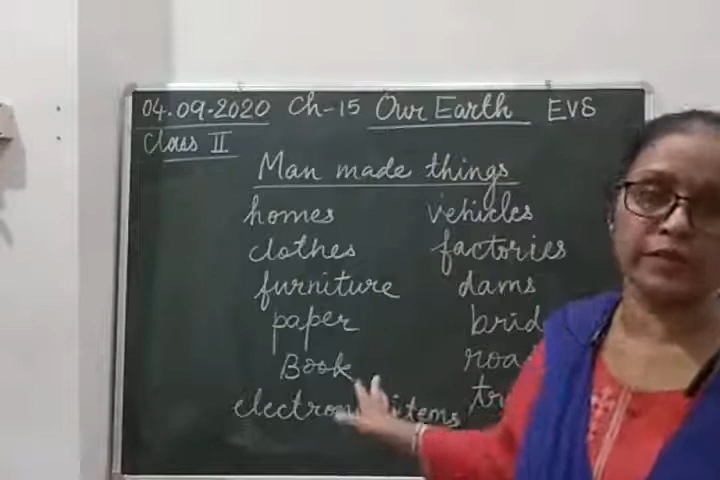 04.09-2020 Ch-15 Our Earth EVS
Class II
Man made things
homes vehicles
clothes factories
furniture dams
paper
Book
items